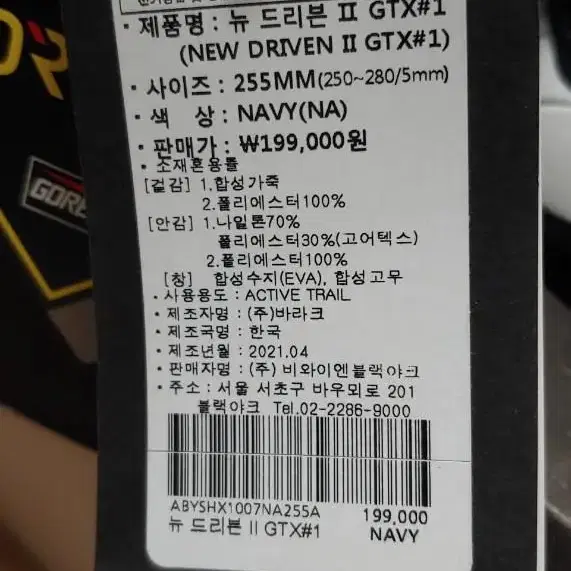 · 제품명 : 뉴 드리븐 Ⅱ GTX#1
(NEW DRIVEN Ⅱ GTX#1)
· 사이즈 : 255MM(250~280/5mm)
· 색 상 : NAVY(NA)
· 판매가 : ₩199,000원
· 소재혼용률
[겉감] 1.합성가죽
2.폴리에스터100%
[안감] 1.나일론70%
폴리에스터30%(고어텍스)
2.폴리에스터100%
[창] 합성수지(EVA), 합성고무
· 사용용도 : ACTIVE TRAIL
· 제조자명 : (주)바라크
· 제조국명 : 한국
· 제조년월 : 2021.04
· 판매자명 : (주) 비와이엔블랙야크
· 주소 : 서울 서초구 바우뫼로 201
블랙야크 Tel.02-2286-9000
ABYSHX1007NA255A
199,000
뉴 드리븐 II GTX#1
NAVY